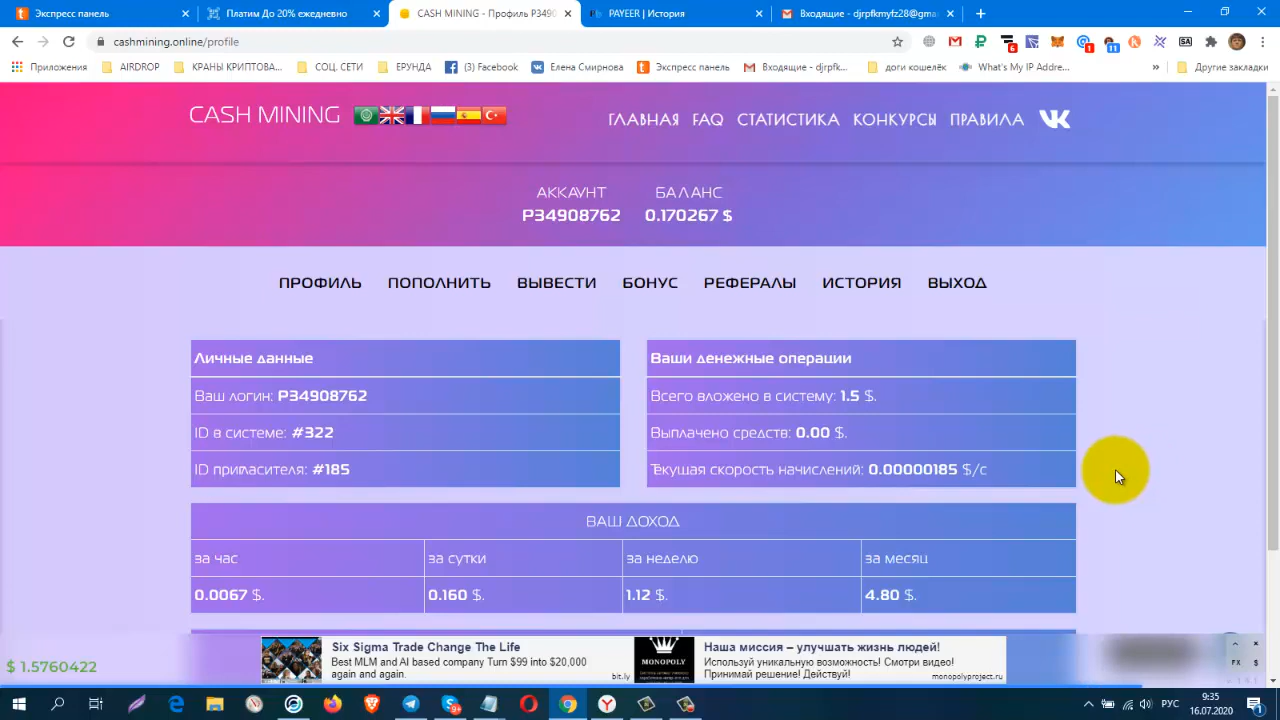 Экспресс панель
Платим До 20% ежедневно
CASH MINING - Профиль P3490
PAYEER | История
Входящие - djrpfkmyfz28@gma
cashmining.online/profile
6
1
11
Приложения
AIRDROP
КРАНЫ КРИПТОВА...
СОЦ. СЕТИ
ЕРУНДА
(3) Facebook
Елена Смирнова
Экспресс панель
Входящие - djrpfk...
доги кошелёк
What's My IP Addre...
Другие закладки
CASH MINING
ГЛАВНАЯ FAQ СТАТИСТИКА КОНКУРСЫ ПРАВИЛА
АККАУНТ БАЛАНС
P34908762 0.170267 $
ПРОФИЛЬ ПОПОЛНИТЬ ВЫВЕСТИ БОНУС РЕФЕРАЛЫ ИСТОРИЯ ВЫХОД
Личные данные
Ваш логин: P34908762
ID в системе: #322
ID пригласителя: #185
Ваши денежные операции
Всего вложено в систему: 1.5 $.
Выплачено средств: 0.00 $.
Текущая скорость начислений: 0.00000185 $/с
ВАШ ДОХОД
за час за сутки за неделю за месяц
0.0067 $. 0.160 $. 1.12 $. 4.80 $.
$ 1.5760422
Six Sigma Trade Change The Life
Best MLM and AI based company Turn $99 into $20,000
again and again.
bit.ly
MONOPOLY
Наша миссия – улучшать жизнь людей!
Используй уникальную возможность! Смотри видео!
Принимай решение! Действуй!
monopolyproject.ru
FX $
РУС
9:35
16.07.2020